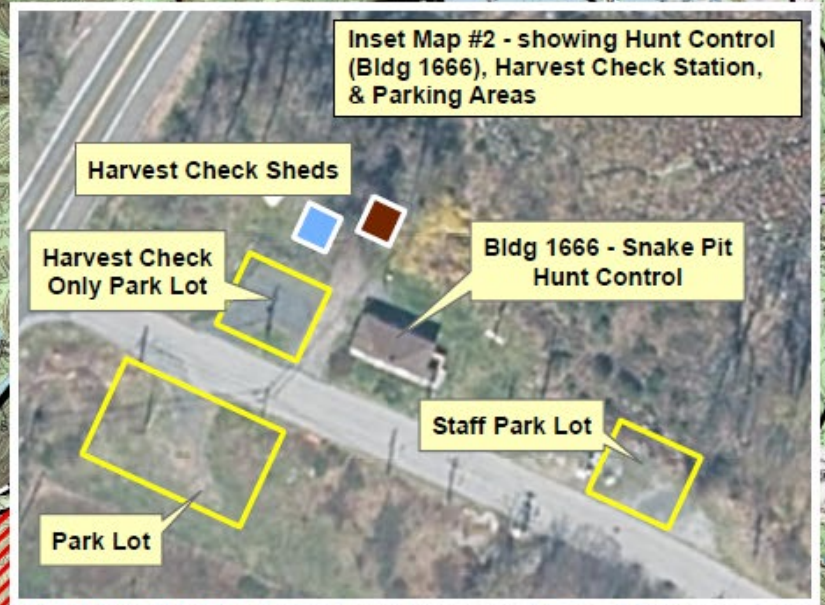 Inset Map #2 - showing Hunt Control
(Bldg 1666), Harvest Check Station,
& Parking Areas
Harvest Check Sheds
Harvest Check
Only Park Lot
Bldg 1666 - Snake Pit
Hunt Control
Staff Park Lot
Park Lot